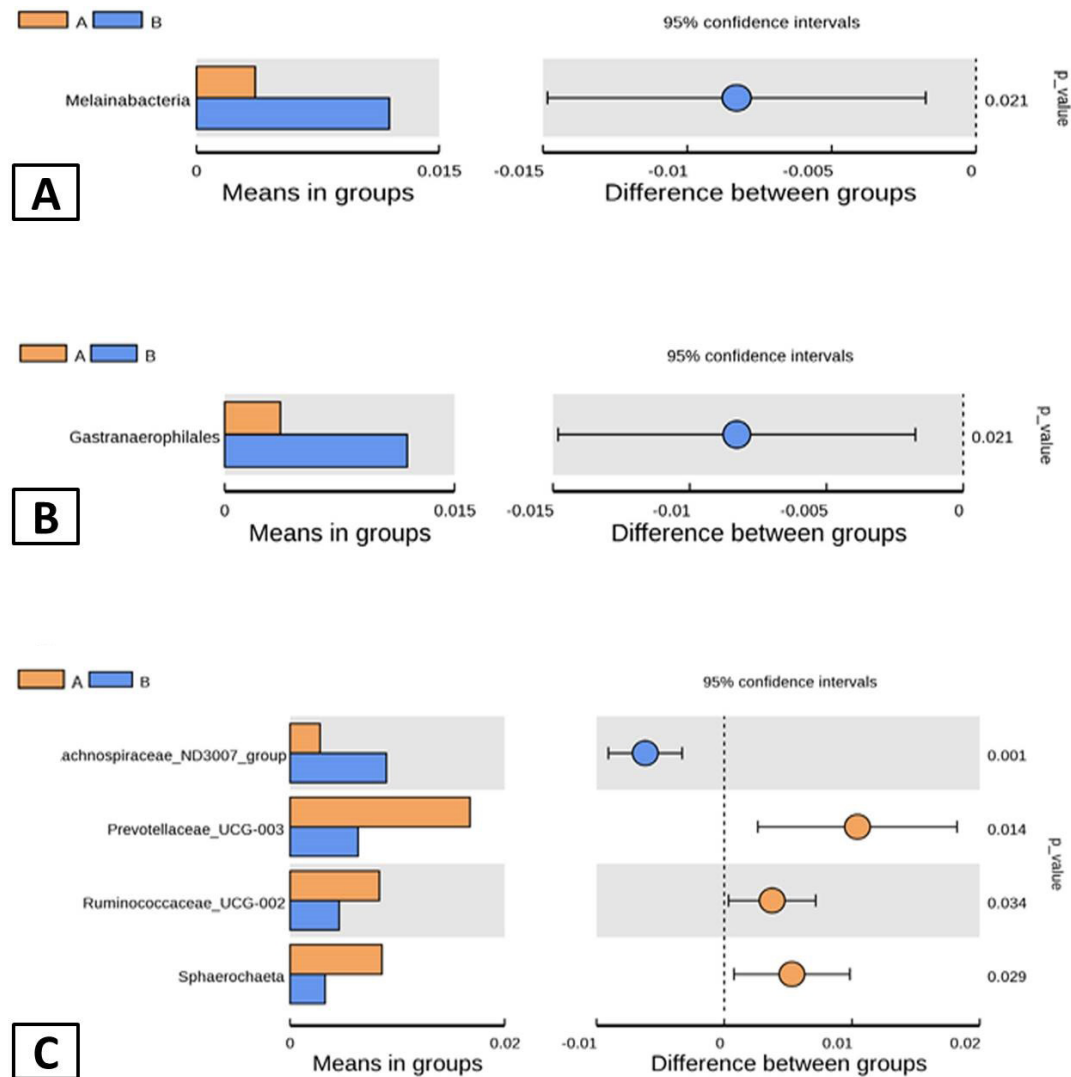 A B
95% confidence intervals
Melainabacteria
0.021
p_value
0 0.015 -0.015 -0.01 -0.005 0
Means in groups Difference between groups
A
A B
95% confidence intervals
Gastranaerophilales
0.021
p_value
0 0.015 -0.015 -0.01 -0.005 0
Means in groups Difference between groups
B
A B
95% confidence intervals
achnospiraceae_ND3007_group 0.001
Prevotellaceae_UCG-003 0.014
p_value
Ruminococcaceae_UCG-002 0.034
Sphaerochaeta 0.029
0 0.02 -0.01 0 0.01 0.02
Means in groups Difference between groups
C